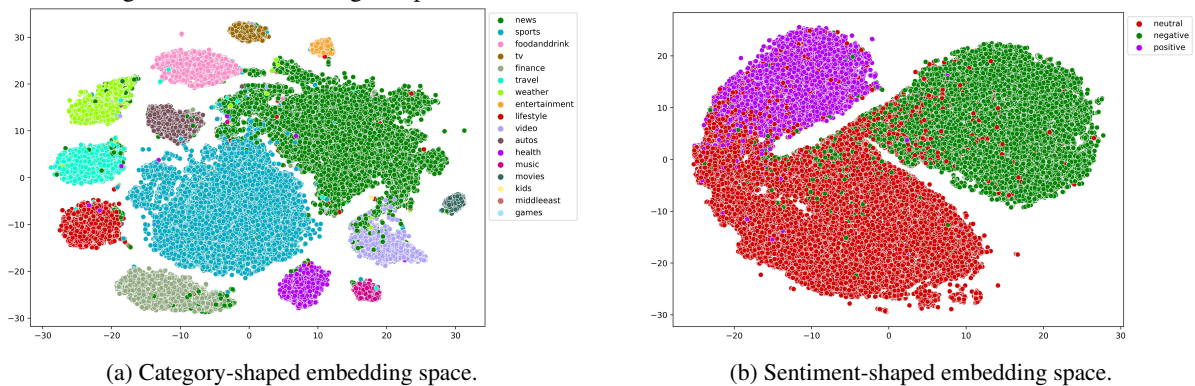 30
20
10
0
−10
−20
−30
−30 −20 −10 0 10 20 30
news
sports
foodanddrink
tv
finance
travel
weather
entertainment
lifestyle
video
autos
health
music
movies
kids
middleeast
games
(a) Category-shaped embedding space.
20
10
0
−10
−20
−30
−20 −10 0 10 20
neutral
negative
positive
(b) Sentiment-shaped embedding space.